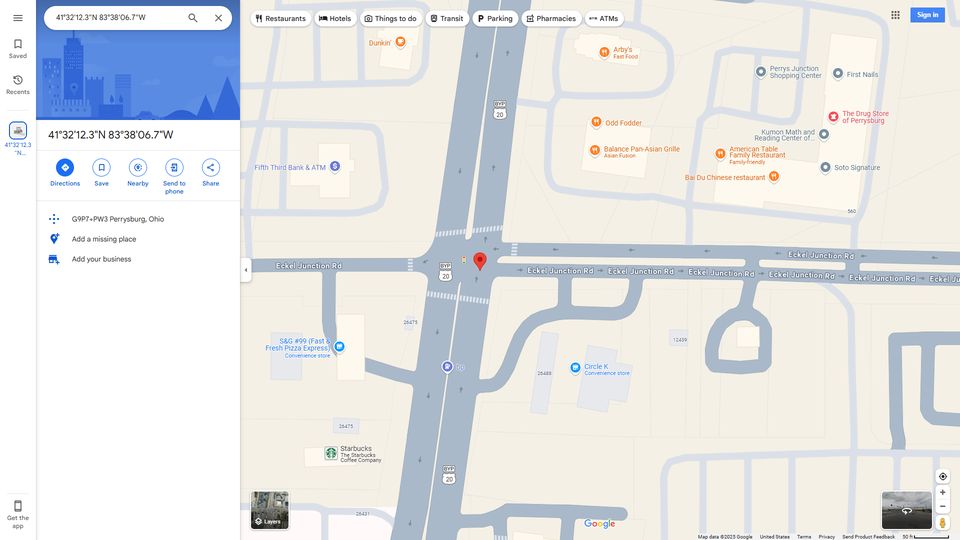 41°32'12.3"N 83°38'06.7"W
Restaurants
Hotels
Things to do
Transit
Parking
Pharmacies
ATMs
Sign in
Saved
Recents
41°32'12.3
"N...
Get the
app
41°32'12.3"N 83°38'06.7"W
Directions
Save
Nearby
Send to
phone
Share
G9P7+PW3 Perrysburg, Ohio
Add a missing place
Add your business
Dunkin'
Arby's
Fast Food
Perrys Junction
Shopping Center
First Nails
BYP
20
Odd Fodder
The Drug Store
of Perrysburg
Kumon Math and
Reading Center of...
Balance Pan-Asian Grille
Asian Fusion
American Table
Family Restaurant
Family-friendly
Fifth Third Bank & ATM
Soto Signature
Bai Du Chinese restaurant
560
Eckel Junction Rd
Eckel Junction Rd
BYP
20
Eckel Junction Rd
Eckel Junction Rd
Eckel Junction Rd
Eckel Junction Rd
Eckel Junction Rd
Eckel Ju
26475
S&G #99 (Fast &
Fresh Pizza Express)
Convenience store
12439
bp
26488
Circle K
Convenience store
26475
Starbucks
The Starbucks
Coffee Company
BYP
20
Layers
26431
Google
Map data ©2025 Google
United States
Terms
Privacy
Send Product Feedback
50 ft